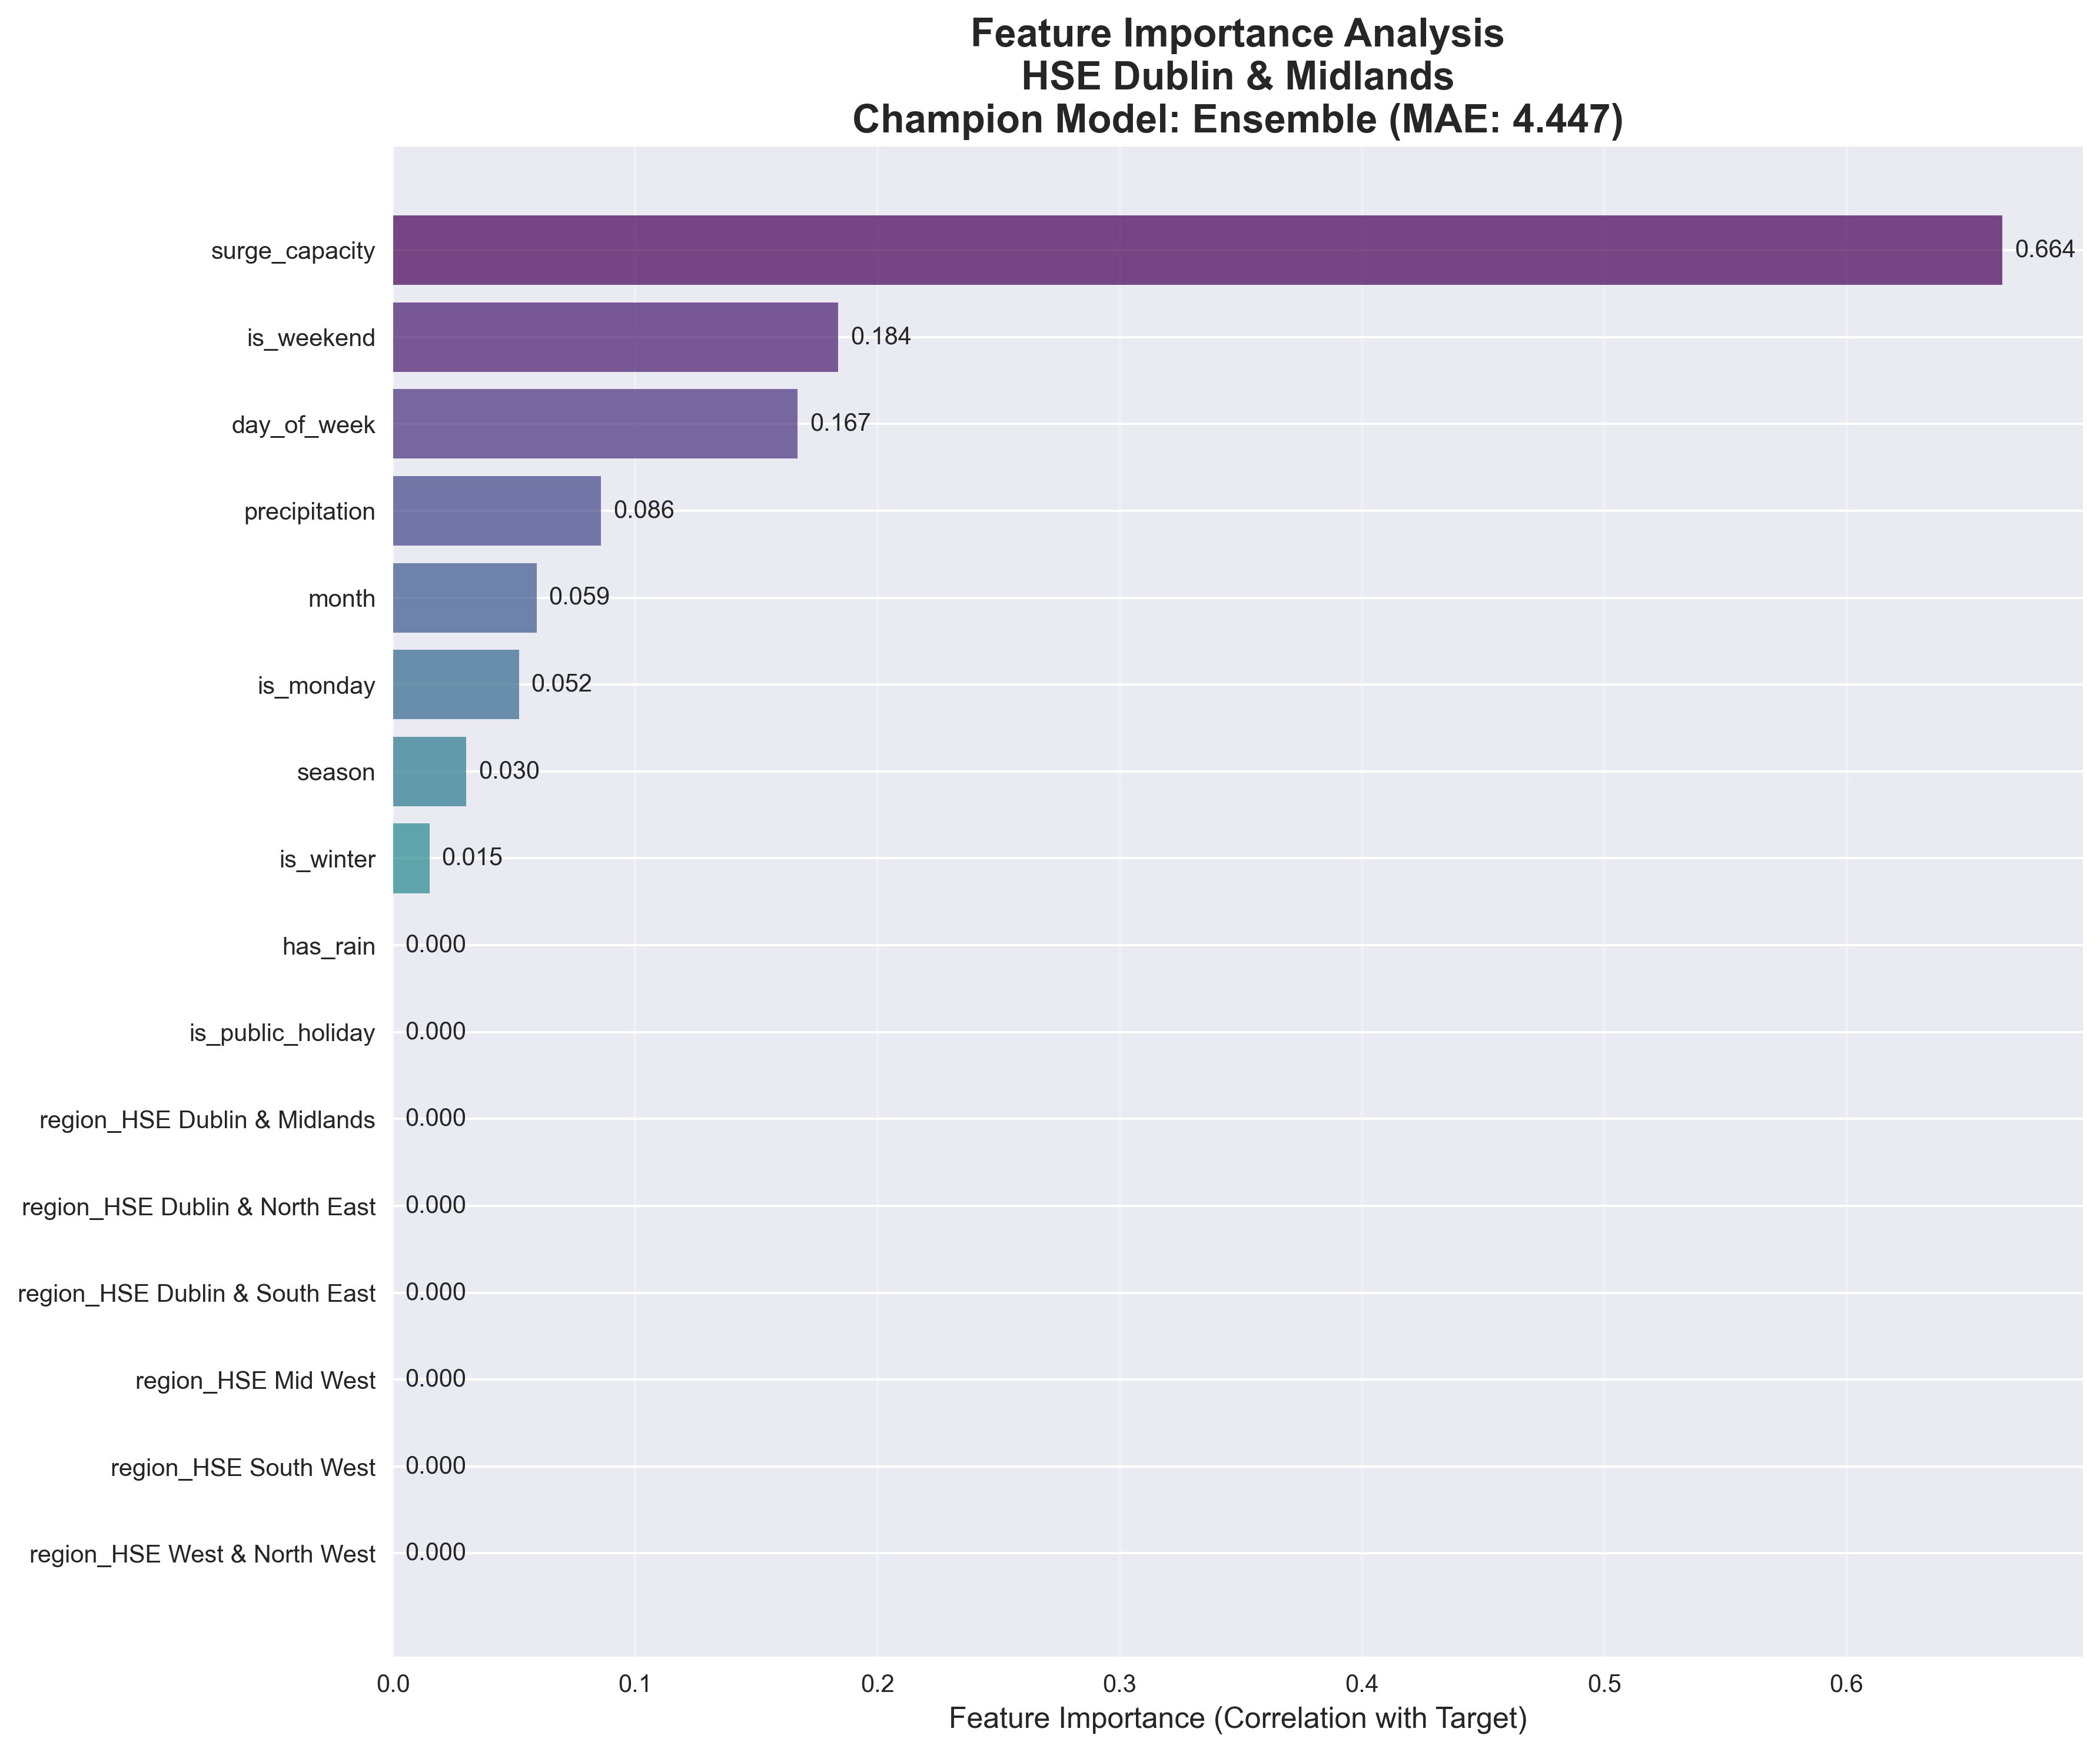 Feature Importance Analysis
HSE Dublin & Midlands
Champion Model: Ensemble (MAE: 4.447)
surge_capacity 0.664
is_weekend 0.184
day_of_week 0.167
precipitation 0.086
month 0.059
is_monday 0.052
season 0.030
is_winter 0.015
has_rain 0.000
is_public_holiday 0.000
region_HSE Dublin & Midlands 0.000
region_HSE Dublin & North East 0.000
region_HSE Dublin & South East 0.000
region_HSE Mid West 0.000
region_HSE South West 0.000
region_HSE West & North West 0.000
0.0 0.1 0.2 0.3 0.4 0.5 0.6
Feature Importance (Correlation with Target)